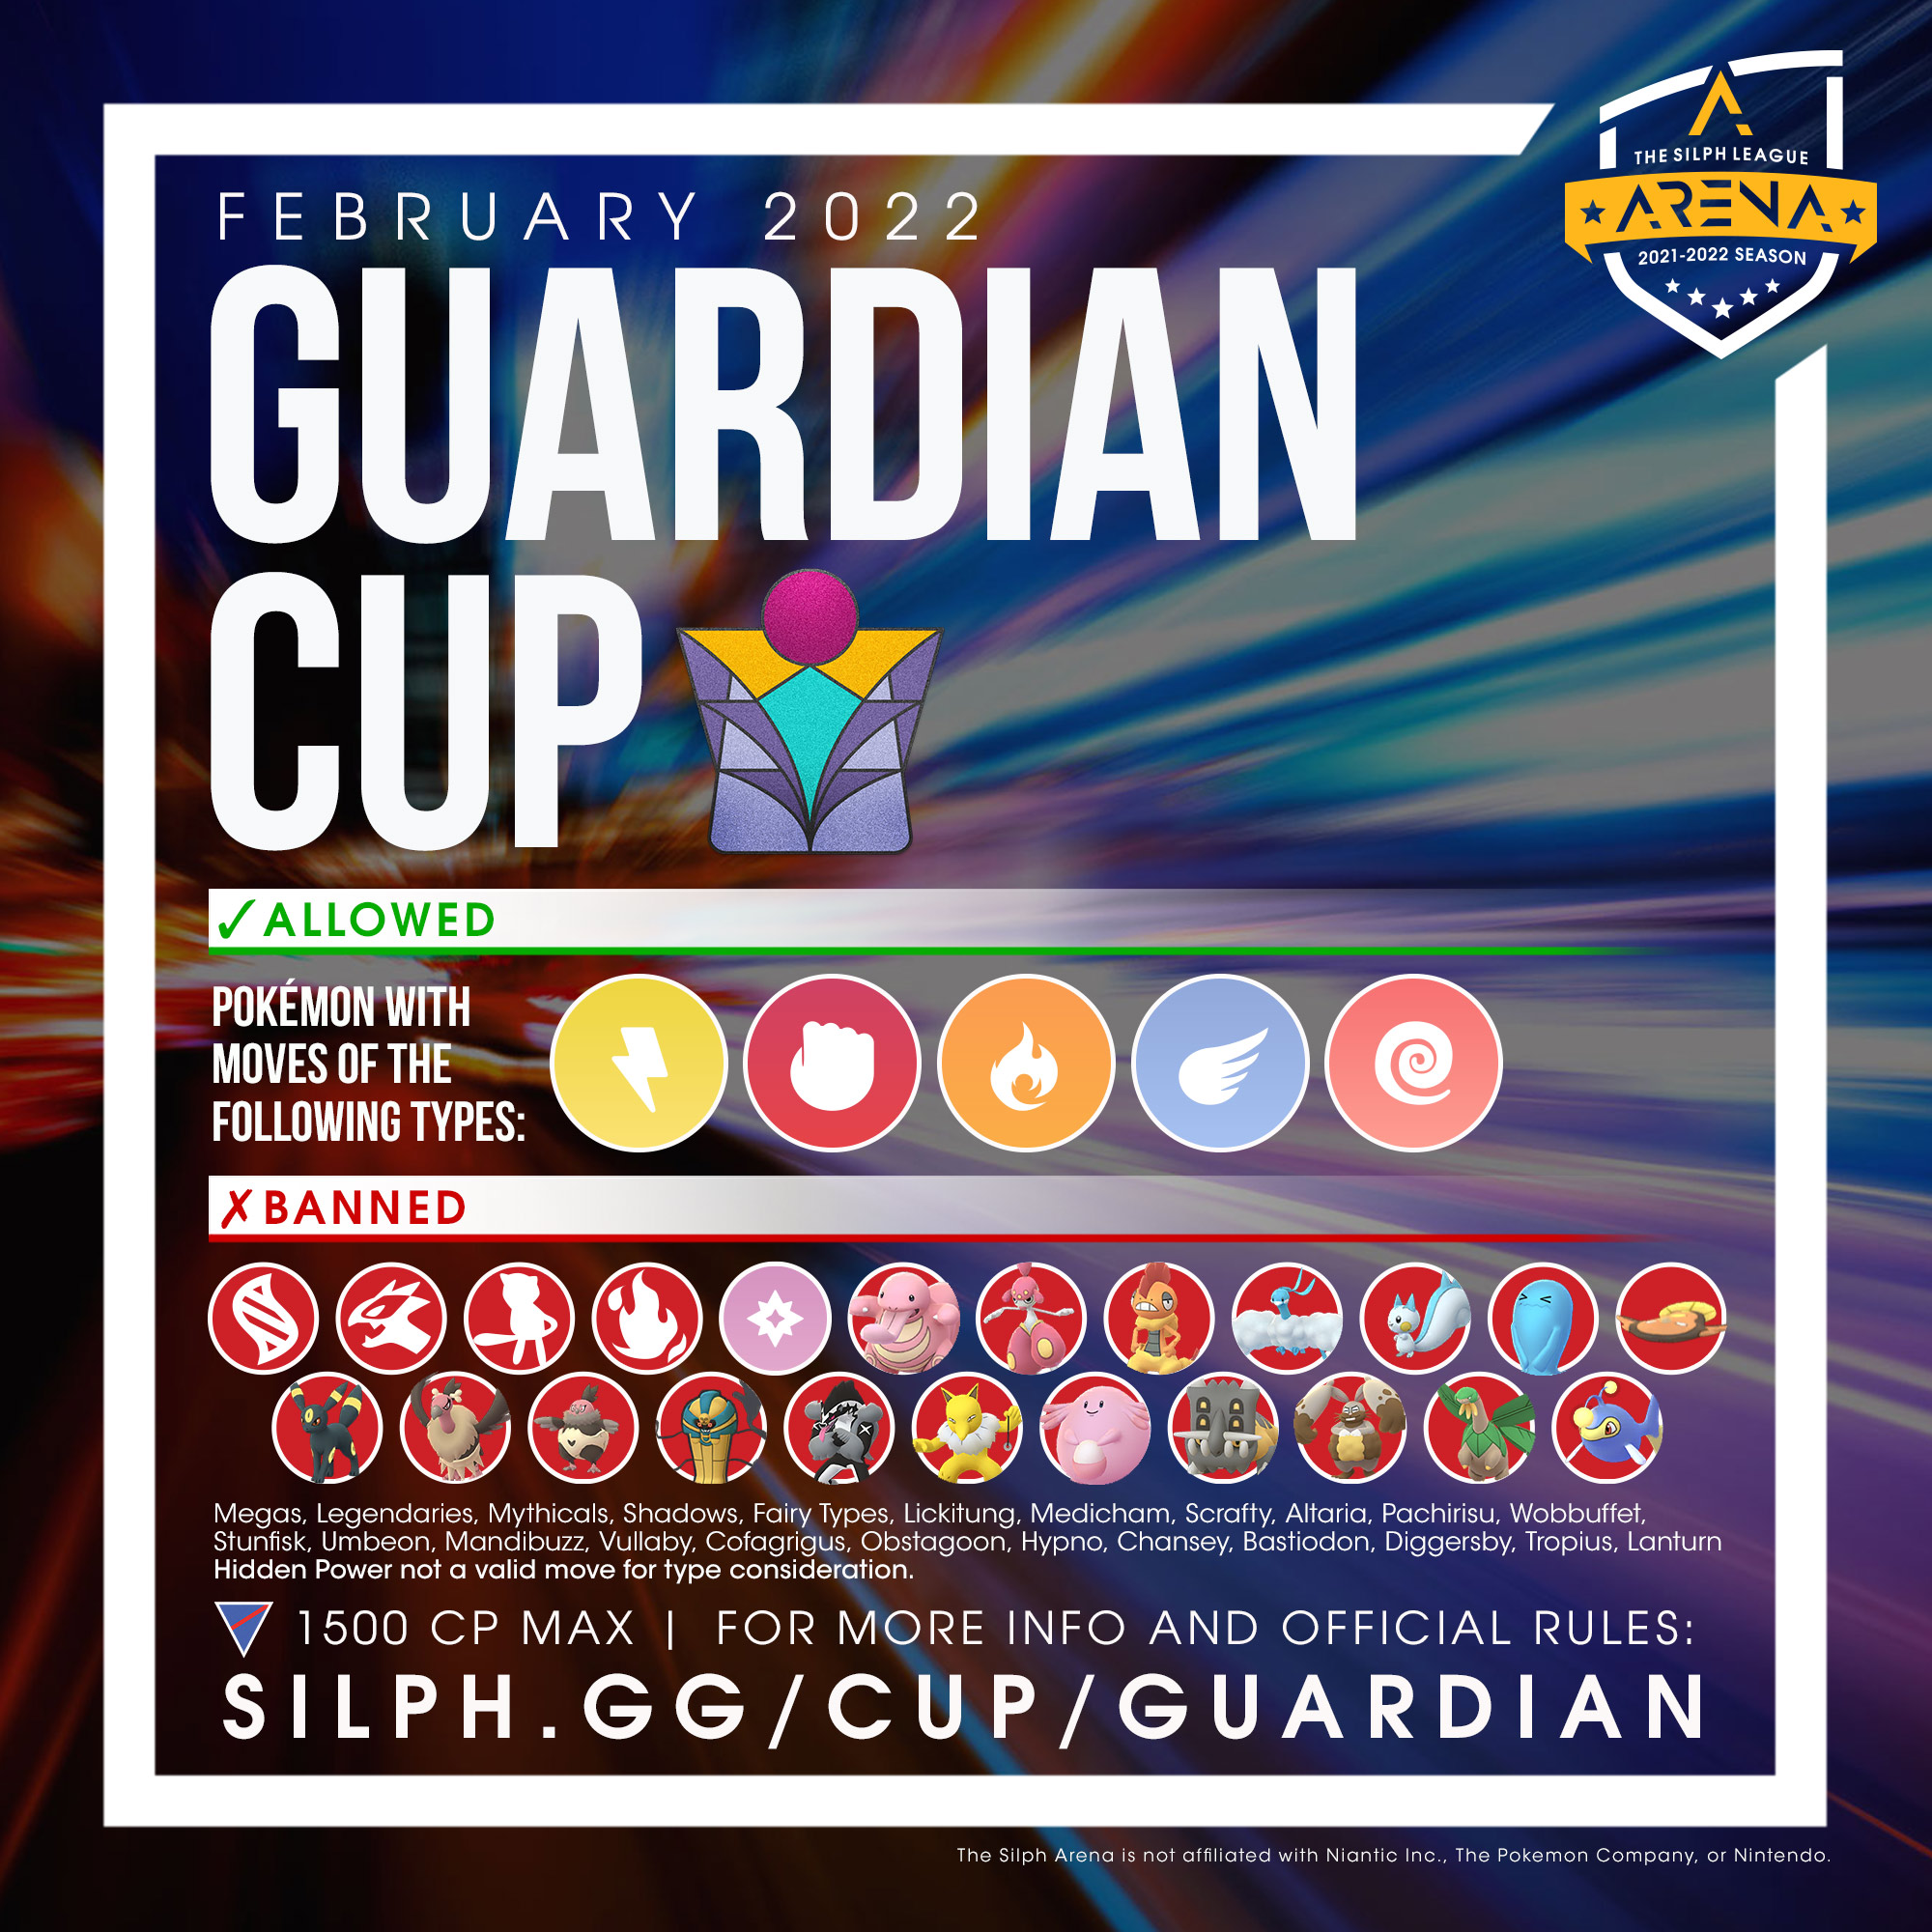 THE SILPH LEAGUE
ARENA
2021-2022 SEASON
FEBRUARY 2022
GUARDIAN
CUP
✓ALLOWED
POKÉMON WITH
MOVES OF THE
FOLLOWING TYPES:
✗BANNED
Megas, Legendaries, Mythicals, Shadows, Fairy Types, Lickitung, Medicham, Scrafty, Altaria, Pachirisu, Wobbuffet,
Stunfisk, Umbeon, Mandibuzz, Vullaby, Cofagrigus, Obstagoon, Hypno, Chansey, Bastiodon, Diggersby, Tropius, Lanturn
Hidden Power not a valid move for type consideration.
1500 CP MAX | FOR MORE INFO AND OFFICIAL RULES:
SILPH.GG/CUP/GUARDIAN
The Silph Arena is not affiliated with Niantic Inc., The Pokemon Company, or Nintendo.